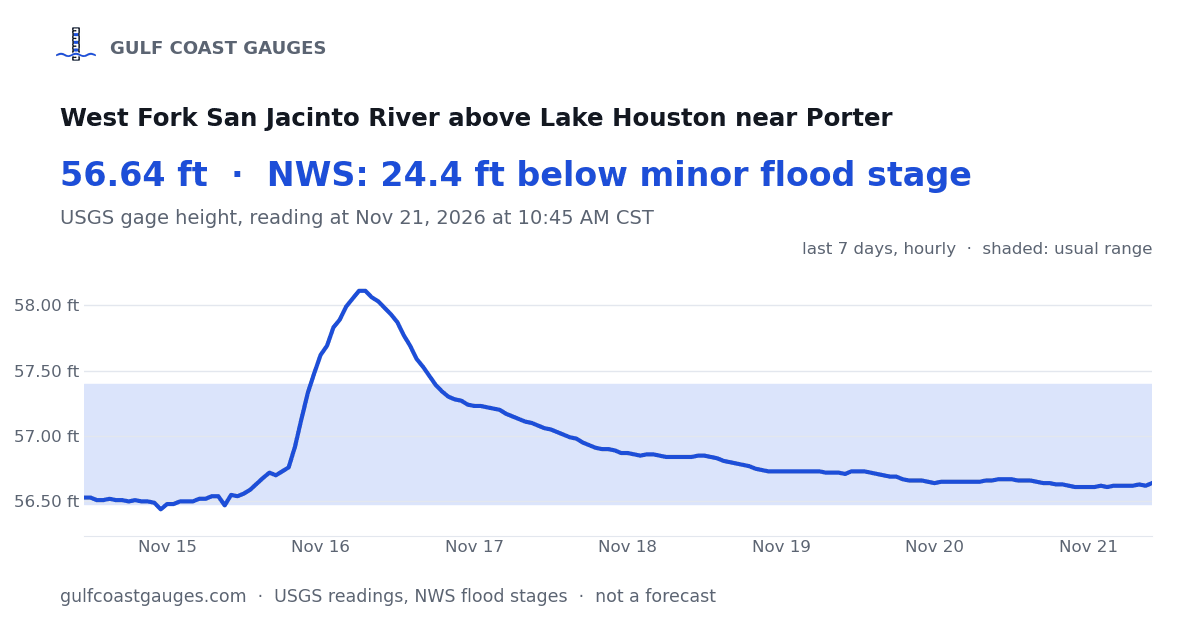 GULF COAST GAUGES
West Fork San Jacinto River above Lake Houston near Porter
56.64 ft · NWS: 24.4 ft below minor flood stage
USGS gage height, reading at Nov 21, 2026 at 10:45 AM CST
last 7 days, hourly · shaded: usual range
58.00 ft
57.50 ft
57.00 ft
56.50 ft
Nov 15 Nov 16 Nov 17 Nov 18 Nov 19 Nov 20 Nov 21
gulfcoastgauges.com · USGS readings, NWS flood stages · not a forecast